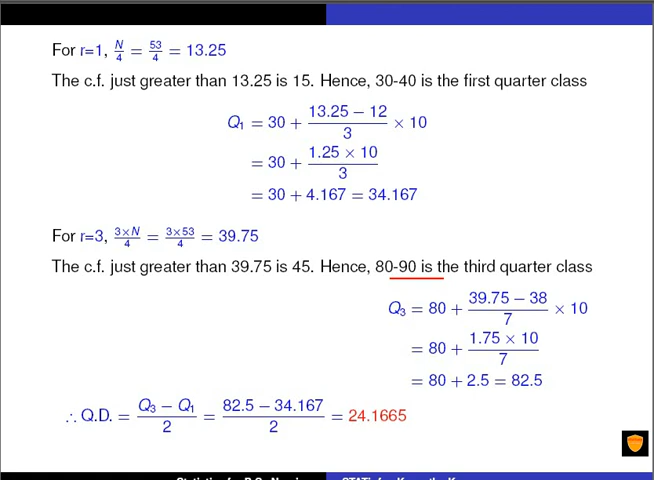 For r=1, N/4 = 53/4 = 13.25
The c.f. just greater than 13.25 is 15. Hence, 30-40 is the first quarter class
Q₁ = 30 + (13.25 − 12)/3 × 10
= 30 + (1.25 × 10)/3
= 30 + 4.167 = 34.167
For r=3, (3×N)/4 = (3×53)/4 = 39.75
The c.f. just greater than 39.75 is 45. Hence, 80-90 is the third quarter class
Q₃ = 80 + (39.75 − 38)/7 × 10
= 80 + (1.75 × 10)/7
= 80 + 2.5 = 82.5
∴ Q.D. = (Q₃ − Q₁)/2 = (82.5 − 34.167)/2 = 24.1665